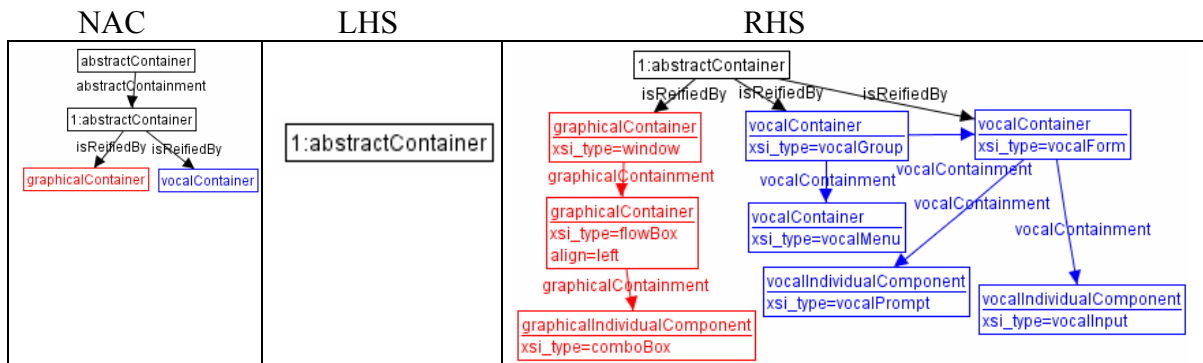 NAC
LHS
RHS
abstractContainer
abstractContainment
1:abstractContainer
isReifiedBy
isReifiedBy
graphicalContainer
vocalContainer
1:abstractContainer
1:abstractContainer
isReifiedBy
isReifiedBy
isReifiedBy
graphicalContainer
xsi_type=window
vocalContainer
xsi_type=vocalGroup
vocalContainer
xsi_type=vocalForm
graphicalContainment
vocalContainment
vocalContainment
graphicalContainer
xsi_type=flowBox
align=left
vocalContainer
xsi_type=vocalMenu
vocalContainment
vocalContainment
graphicalContainment
vocalIndividualComponent
xsi_type=vocalPrompt
vocalIndividualComponent
xsi_type=vocalInput
graphicalIndividualComponent
xsi_type=comboBox